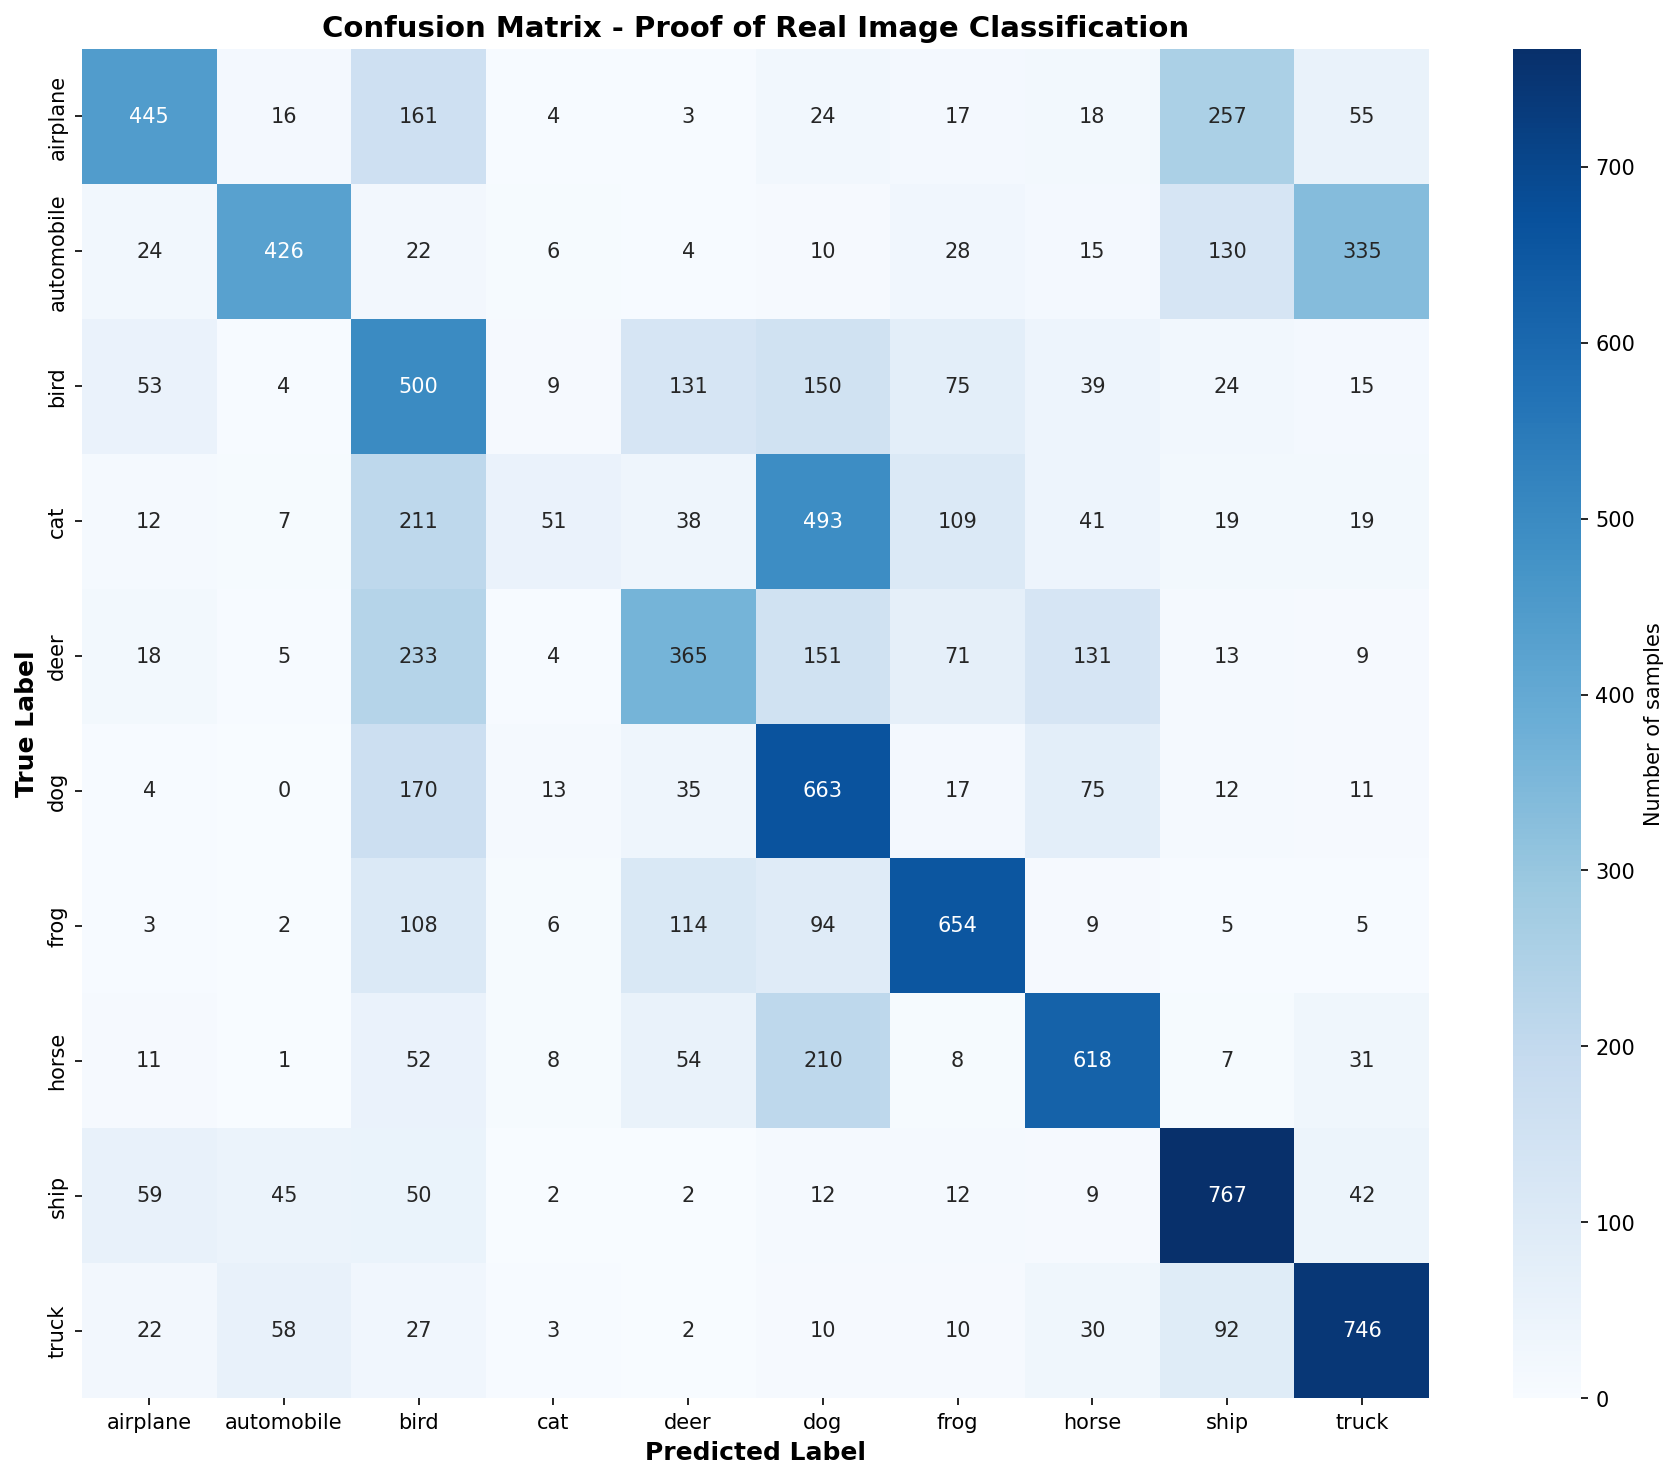 Confusion Matrix - Proof of Real Image Classification
airplane 445 16 161 4 3 24 17 18 257 55
automobile 24 426 22 6 4 10 28 15 130 335
bird 53 4 500 9 131 150 75 39 24 15
cat 12 7 211 51 38 493 109 41 19 19
deer 18 5 233 4 365 151 71 131 13 9
dog 4 0 170 13 35 663 17 75 12 11
frog 3 2 108 6 114 94 654 9 5 5
horse 11 1 52 8 54 210 8 618 7 31
ship 59 45 50 2 2 12 12 9 767 42
truck 22 58 27 3 2 10 10 30 92 746
airplane automobile bird cat deer dog frog horse ship truck
Predicted Label
True Label
700
600
500
400
300
200
100
0
Number of samples